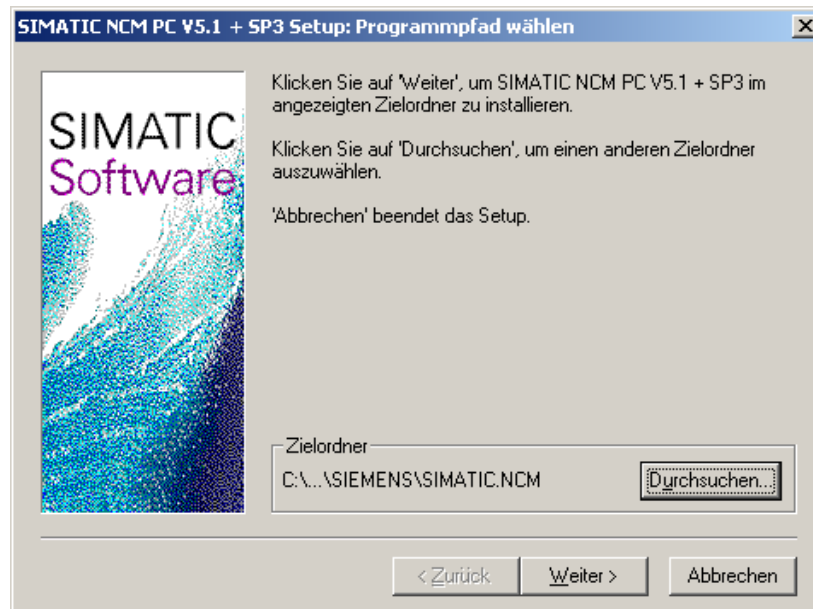 SIMATIC NCM PC V5.1 + SP3 Setup: Programmpfad wählen
SIMATIC
Software
Klicken Sie auf 'Weiter', um SIMATIC NCM PC V5.1 + SP3 im
angezeigten Zielordner zu installieren.
Klicken Sie auf 'Durchsuchen', um einen anderen Zielordner
auszuwählen.
'Abbrechen' beendet das Setup.
Zielordner
C:\...\SIEMENS\SIMATIC.NCM
Durchsuchen...
< Zurück
Weiter >
Abbrechen